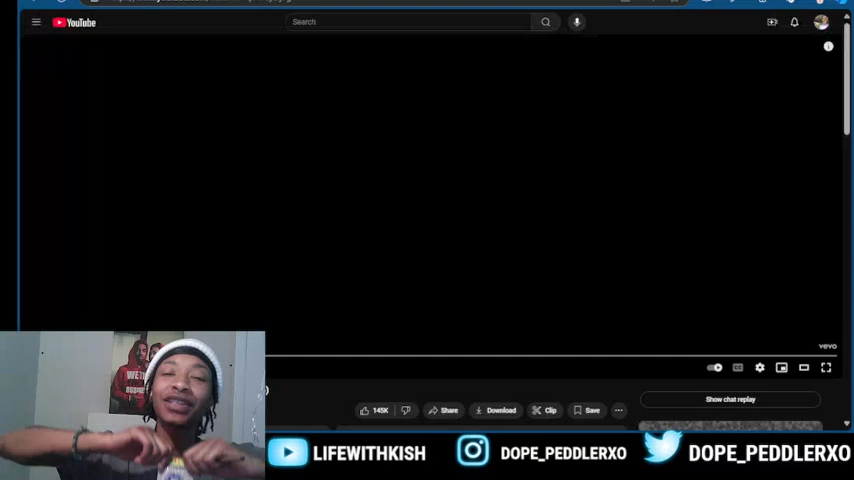 YouTube
Search
vevo
)
145K
Share
Download
Clip
Save
Show chat replay
LIFEWITHKISH
DOPE_PEDDLERXO
DOPE_PEDDLERXO